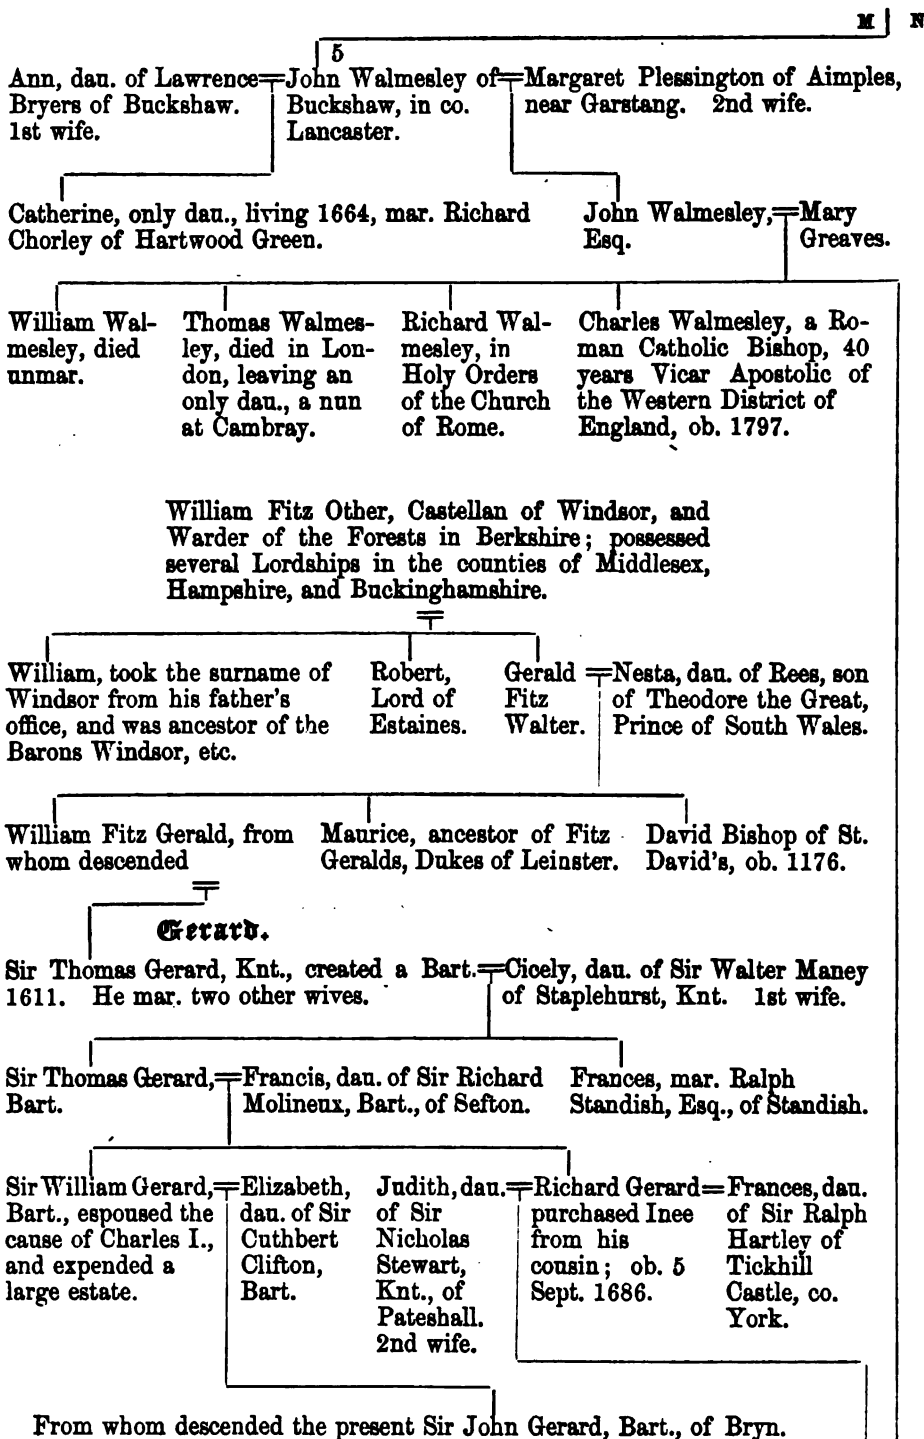 M N
5
Ann, dau. of Lawrence=John Walmesley of=Margaret Plessington of Aimples,
Bryers of Buckshaw. Buckshaw, in co. near Garstang. 2nd wife.
1st wife. Lancaster.
Catherine, only dau., living 1664, mar. Richard
Chorley of Hartwood Green.
John Walmesley,=Mary
Esq. Greaves.
William Wal-
mesley, died
unmar.
Thomas Walmes-
ley, died in Lon-
don, leaving an
only dau., a nun
at Cambray.
Richard Wal-
mesley, in
Holy Orders
of the Church
of Rome.
Charles Walmesley, a Ro-
man Catholic Bishop, 40
years Vicar Apostolic of
the Western District of
England, ob. 1797.
William Fitz Other, Castellan of Windsor, and
Warder of the Forests in Berkshire; possessed
several Lordships in the counties of Middlesex,
Hampshire, and Buckinghamshire.
=
William, took the surname of
Windsor from his father's
office, and was ancestor of the
Barons Windsor, etc.
Robert,
Lord of
Estaines.
Gerald =Nesta, dau. of Rees, son
Fitz of Theodore the Great,
Walter. Prince of South Wales.
William Fitz Gerald, from
whom descended
Maurice, ancestor of Fitz
Geralds, Dukes of Leinster.
David Bishop of St.
David's, ob. 1176.
=
Gerard.
Sir Thomas Gerard, Knt., created a Bart.=Cicely, dau. of Sir Walter Maney
1611. He mar. two other wives. of Staplehurst, Knt. 1st wife.
Sir Thomas Gerard,=Francis, dau. of Sir Richard
Bart. Molineux, Bart., of Sefton.
Frances, mar. Ralph
Standish, Esq., of Standish.
Sir William Gerard,=Elizabeth,
Bart., espoused the dau. of Sir
cause of Charles I., Cuthbert
and expended a Clifton,
large estate. Bart.
Judith, dau.=Richard Gerard=Frances, dau.
of Sir purchased Inee of Sir Ralph
Nicholas from his Hartley of
Stewart, cousin; ob. 5 Tickhill
Knt., of Sept. 1686. Castle, co.
Pateshall. York.
2nd wife.
From whom descended the present Sir John Gerard, Bart., of Bryn.